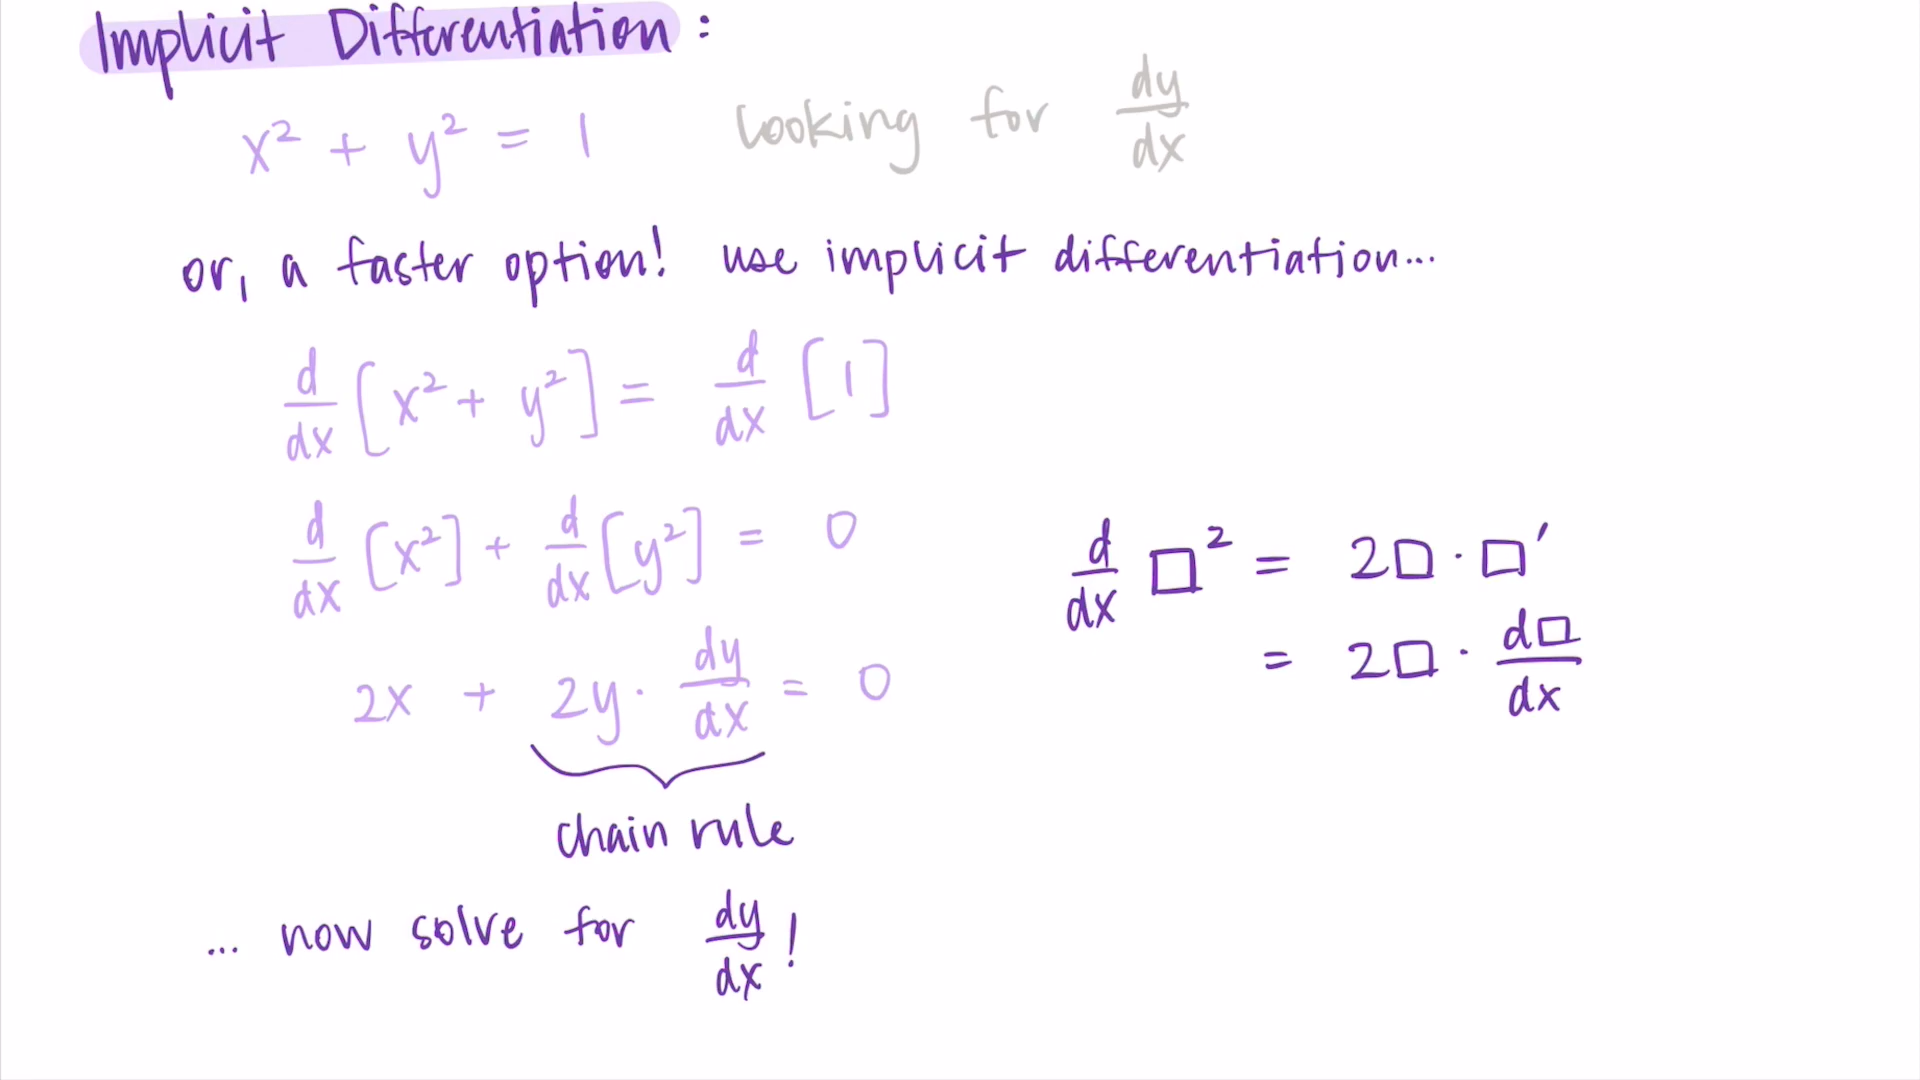 Implicit Differentiation:
x² + y² = 1 looking for dy/dx
or, a faster option! use implicit differentiation...
d/dx [x² + y²] = d/dx [1]
d/dx [x²] + d/dx [y²] = 0
2x + 2y · dy/dx = 0
chain rule
... now solve for dy/dx!
d/dx □² = 2□ · □′
= 2□ · d□/dx